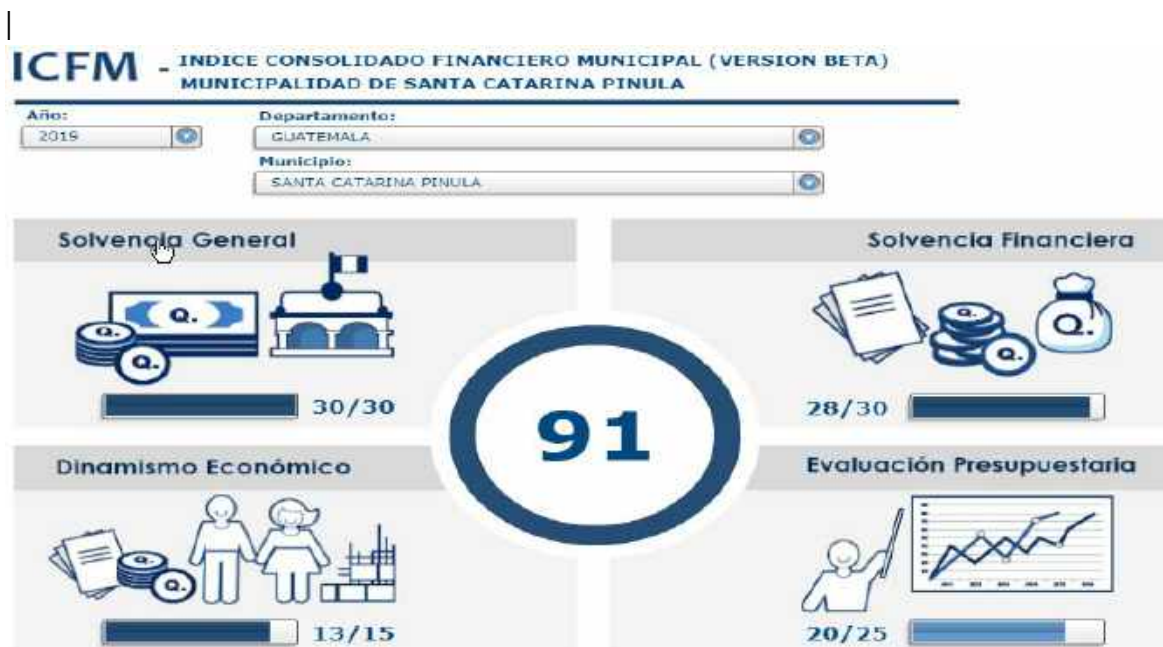 ICFM - INDICE CONSOLIDADO FINANCIERO MUNICIPAL (VERSION BETA)
MUNICIPALIDAD DE SANTA CATARINA PINULA
Año: Departamento:
2019 GUATEMALA
Municipio:
SANTA CATARINA PINULA
Solvencia General
Solvencia Financiera
Q.
Q.
Q.
Q.
Q.
Q.
30/30
28/30
91
Dinamismo Económico
Evaluación Presupuestaria
Q.
Q.
13/15
20/25